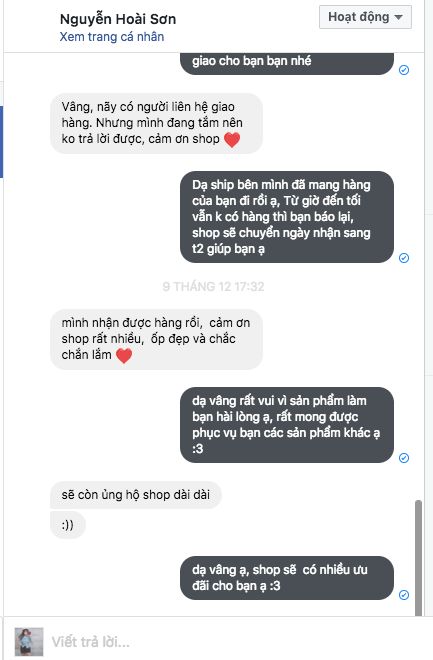 Nguyễn Hoài Sơn
Xem trang cá nhân
Hoạt động
giao cho bạn bạn nhé
Vâng, nãy có người liên hệ giao
hàng. Nhưng mình đang tắm nên
ko trả lời được, cảm ơn shop ❤️
Dạ ship bên mình đã mang hàng
của bạn đi rồi ạ, Từ giờ đến tối
vẫn k có hàng thì bạn báo lại,
shop sẽ chuyển ngày nhận sang
t2 giúp bạn ạ
9 THÁNG 12 17:32
mình nhận được hàng rồi, cảm ơn
shop rất nhiều, ốp đẹp và chắc
chắn lắm ❤️
dạ vâng rất vui vì sản phẩm làm
bạn hài lòng ạ, rất mong được
phục vụ bạn các sản phẩm khác ạ
:3
sẽ còn ủng hộ shop dài dài
:))
dạ vâng ạ, shop sẽ có nhiều ưu
đãi cho bạn ạ :3
Viết trả lời...